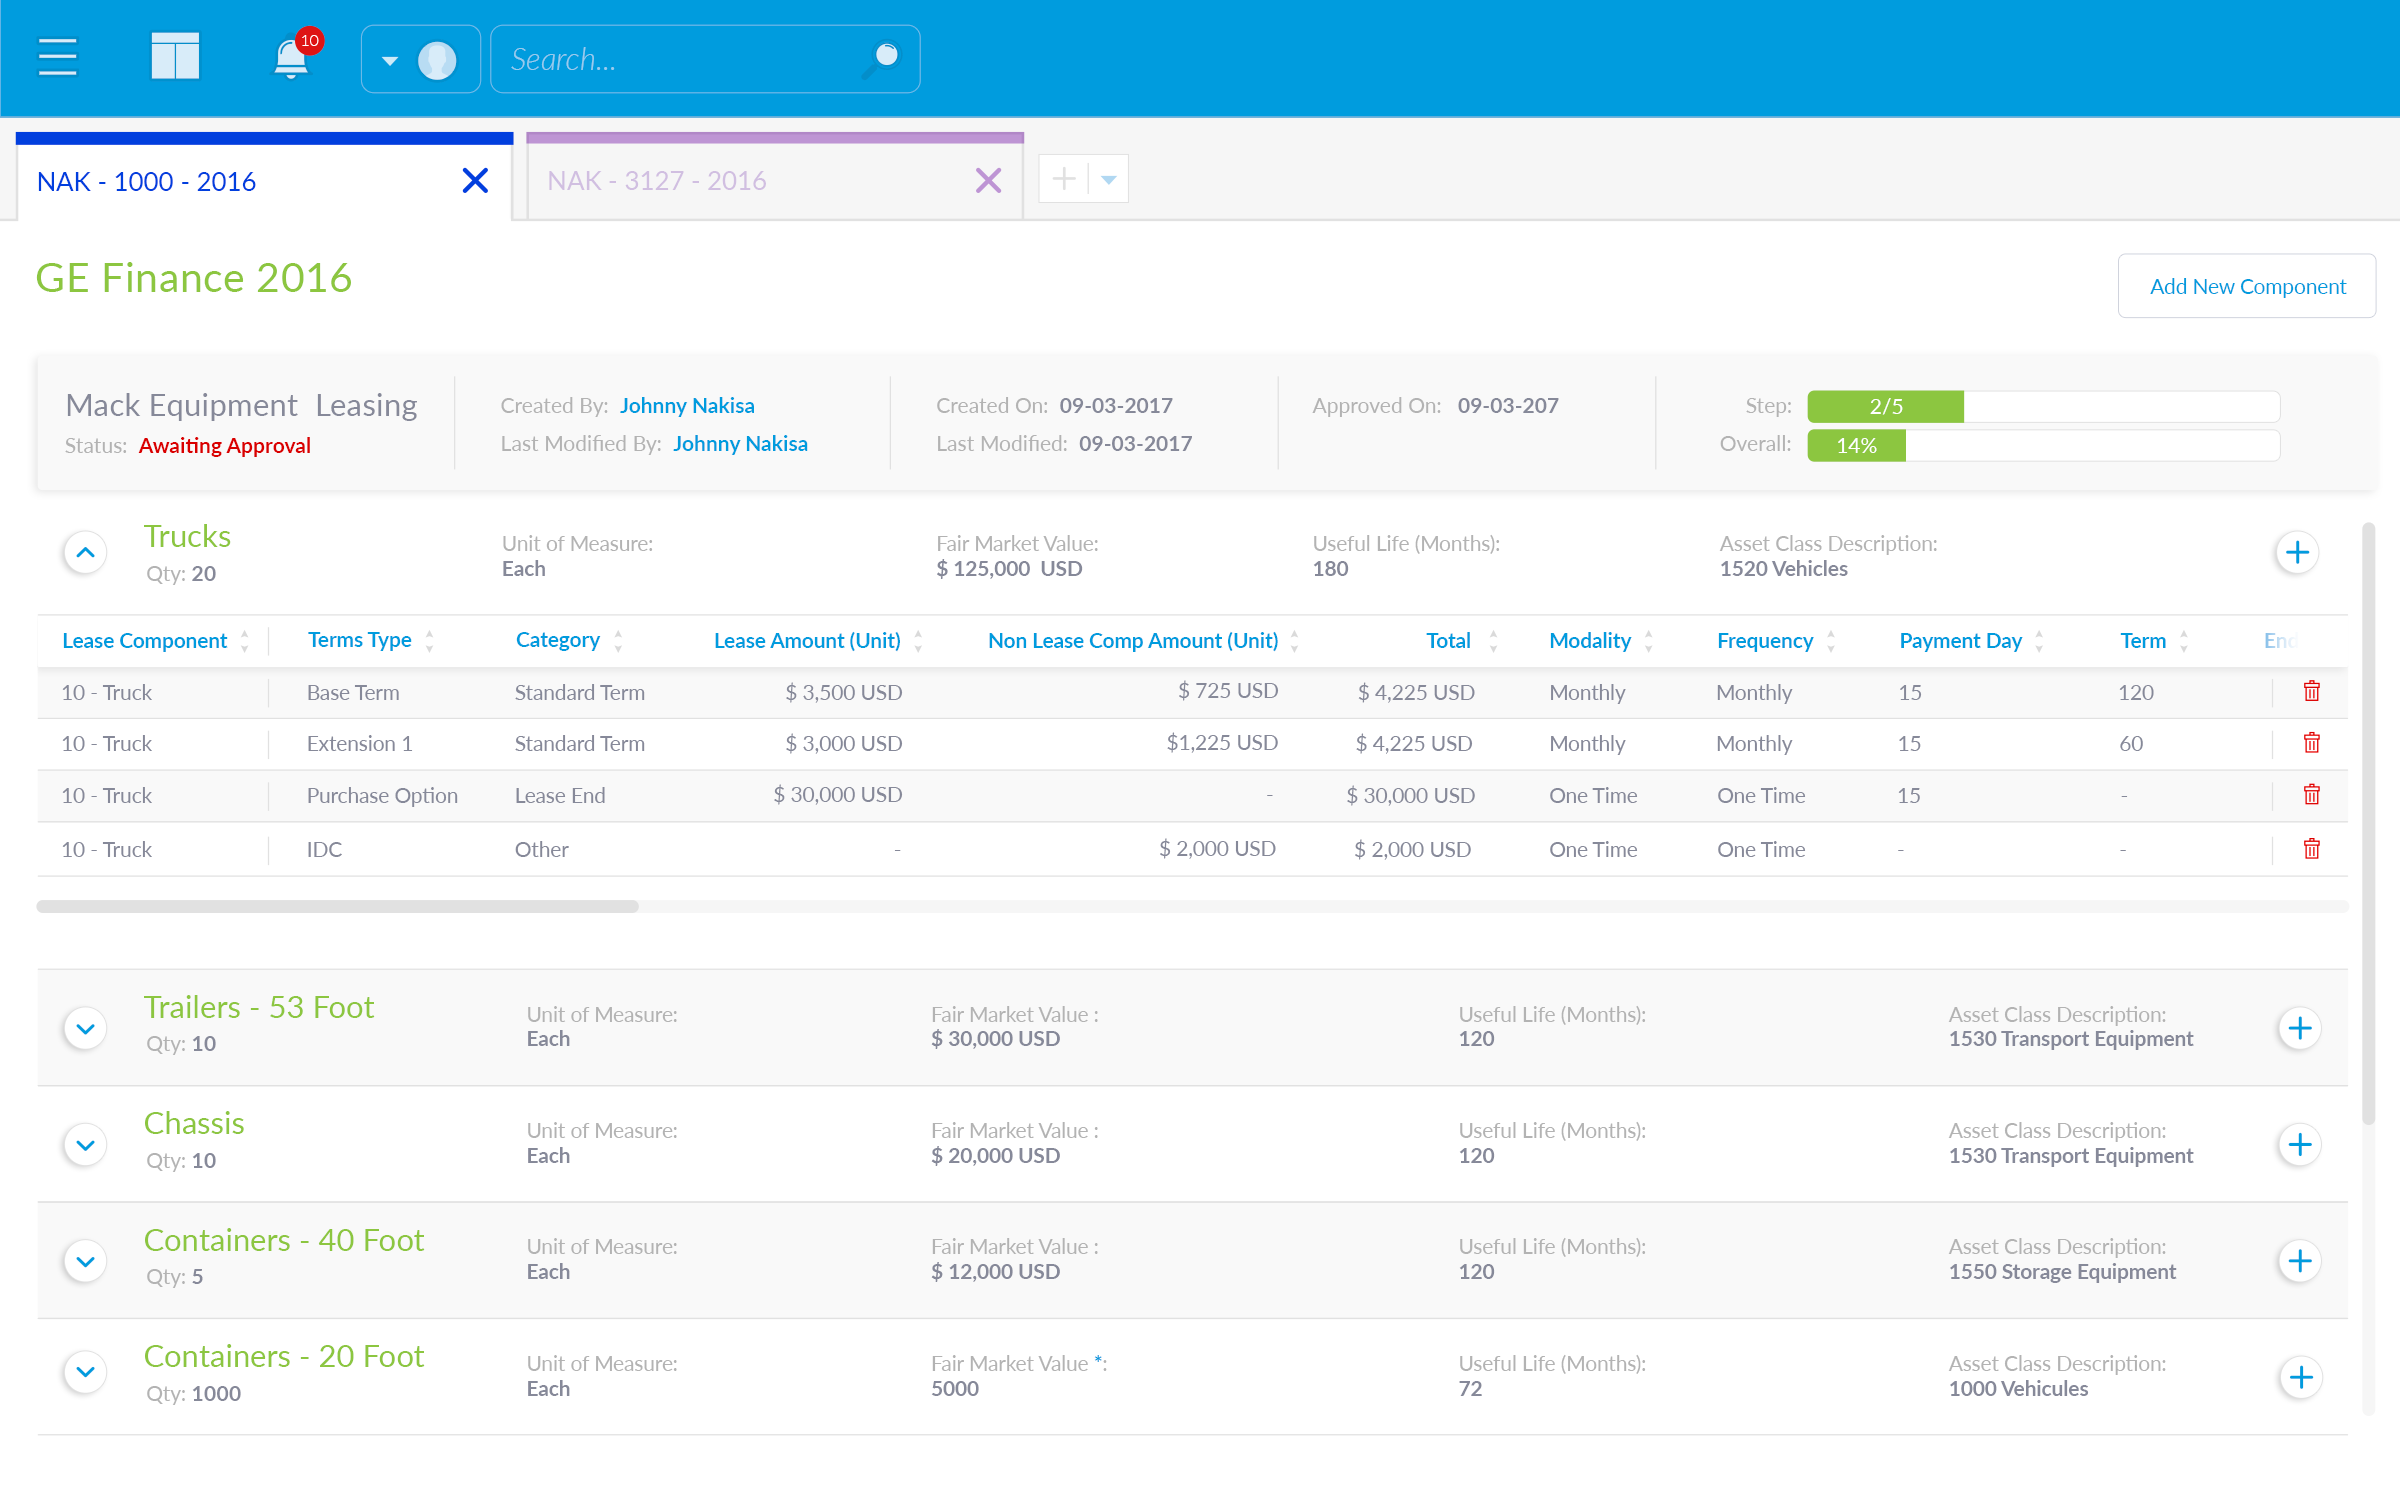 10
Search...
NAK - 1000 - 2016
NAK - 3127 - 2016
GE Finance 2016
Add New Component
Mack Equipment Leasing
Status: Awaiting Approval
Created By: Johnny Nakisa
Last Modified By: Johnny Nakisa
Created On: 09-03-2017
Last Modified: 09-03-2017
Approved On: 09-03-207
Step: 2/5
Overall: 14%
Trucks
Qty: 20
Unit of Measure:
Each
Fair Market Value:
$ 125,000 USD
Useful Life (Months):
180
Asset Class Description:
1520 Vehicles
Lease Component Terms Type Category Lease Amount (Unit) Non Lease Comp Amount (Unit) Total Modality Frequency Payment Day Term End
10 - Truck Base Term Standard Term $ 3,500 USD $ 725 USD $ 4,225 USD Monthly Monthly 15 120
10 - Truck Extension 1 Standard Term $ 3,000 USD $1,225 USD $ 4,225 USD Monthly Monthly 15 60
10 - Truck Purchase Option Lease End $ 30,000 USD - $ 30,000 USD One Time One Time 15 -
10 - Truck IDC Other - $ 2,000 USD $ 2,000 USD One Time One Time - -
Trailers - 53 Foot
Qty: 10
Unit of Measure:
Each
Fair Market Value :
$ 30,000 USD
Useful Life (Months):
120
Asset Class Description:
1530 Transport Equipment
Chassis
Qty: 10
Unit of Measure:
Each
Fair Market Value :
$ 20,000 USD
Useful Life (Months):
120
Asset Class Description:
1530 Transport Equipment
Containers - 40 Foot
Qty: 5
Unit of Measure:
Each
Fair Market Value :
$ 12,000 USD
Useful Life (Months):
120
Asset Class Description:
1550 Storage Equipment
Containers - 20 Foot
Qty: 1000
Unit of Measure:
Each
Fair Market Value *:
5000
Useful Life (Months):
72
Asset Class Description:
1000 Vehicules